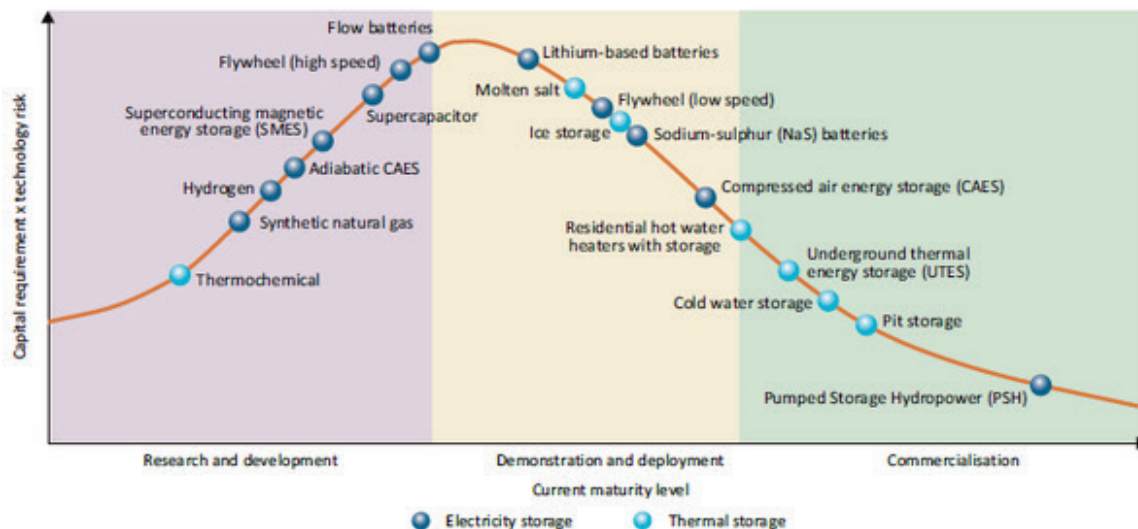 Capital requirement x technology risk
Flow batteries
Flywheel (high speed)
Supercapacitor
Superconducting magnetic
energy storage (SMES)
Adiabatic CAES
Hydrogen
Synthetic natural gas
Thermochemical
Lithium-based batteries
Molten salt
Flywheel (low speed)
Ice storage
Sodium-sulphur (NaS) batteries
Compressed air energy storage (CAES)
Residential hot water
heaters with storage
Underground thermal
energy storage (UTES)
Cold water storage
Pit storage
Pumped Storage Hydropower (PSH)
Research and development
Demonstration and deployment
Commercialisation
Current maturity level
Electricity storage
Thermal storage